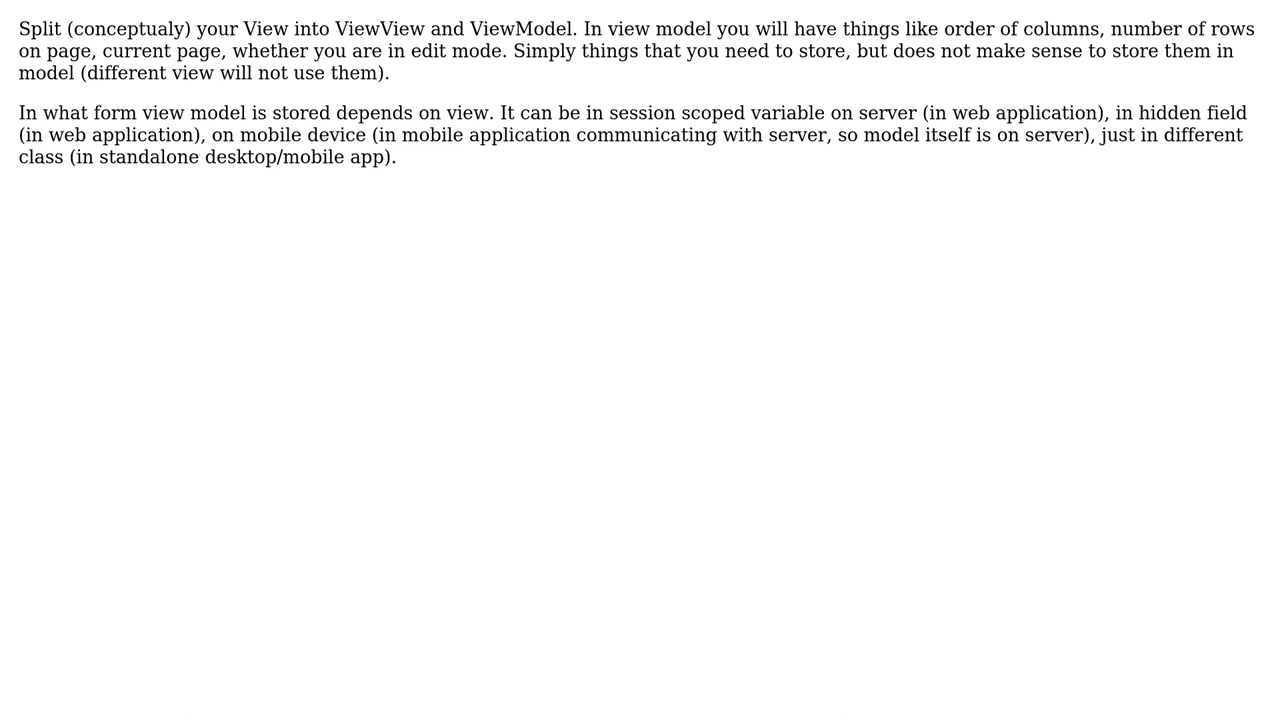 Split (conceptualy) your View into ViewView and ViewModel. In view model you will have things like order of columns, number of rows
on page, current page, whether you are in edit mode. Simply things that you need to store, but does not make sense to store them in
model (different view will not use them).
In what form view model is stored depends on view. It can be in session scoped variable on server (in web application), in hidden field
(in web application), on mobile device (in mobile application communicating with server, so model itself is on server), just in different
class (in standalone desktop/mobile app).